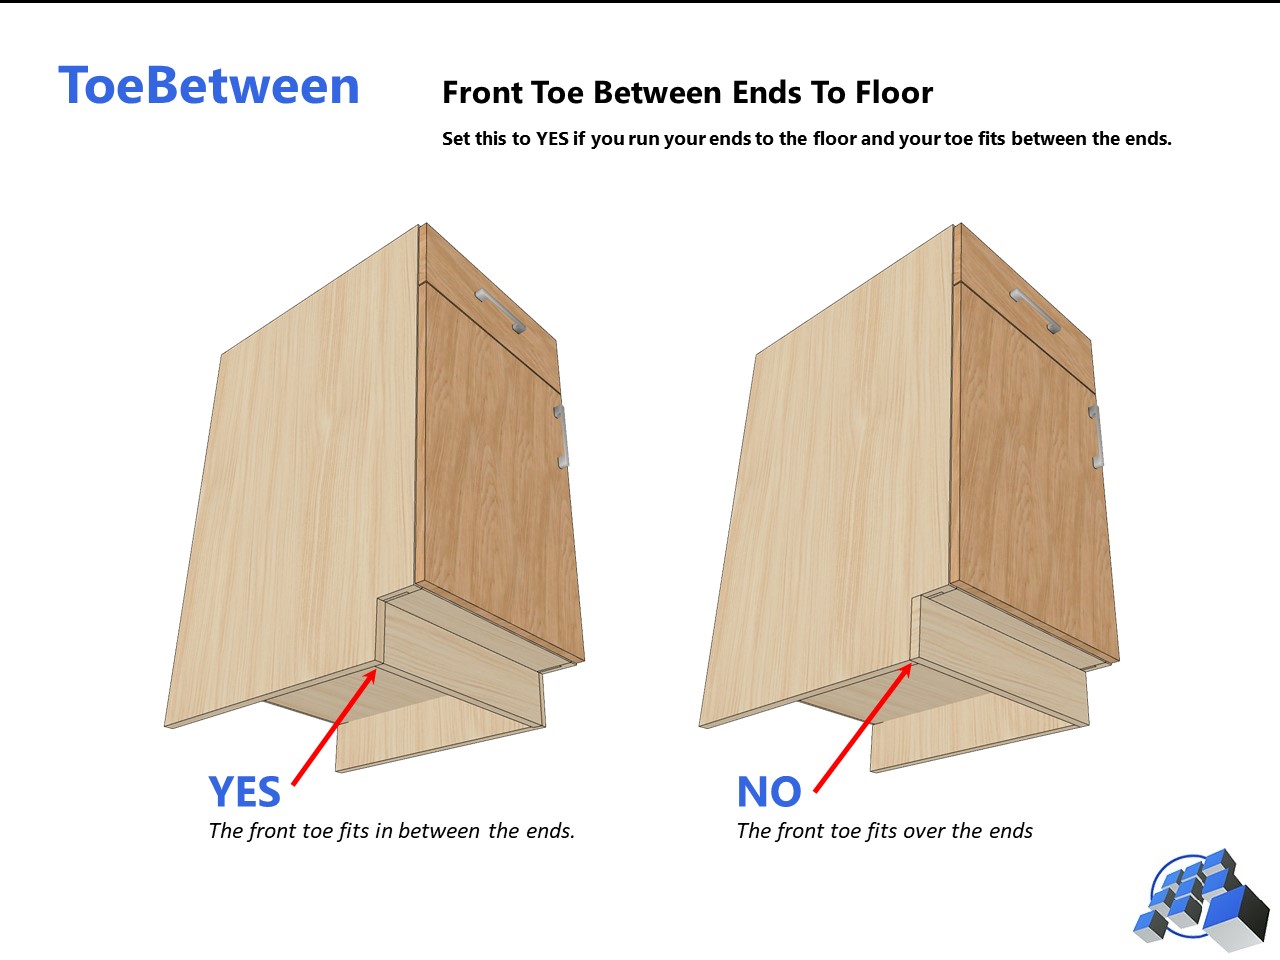 ToeBetween
Front Toe Between Ends To Floor
Set this to YES if you run your ends to the floor and your toe fits between the ends.
YES
The front toe fits in between the ends.
NO
The front toe fits over the ends